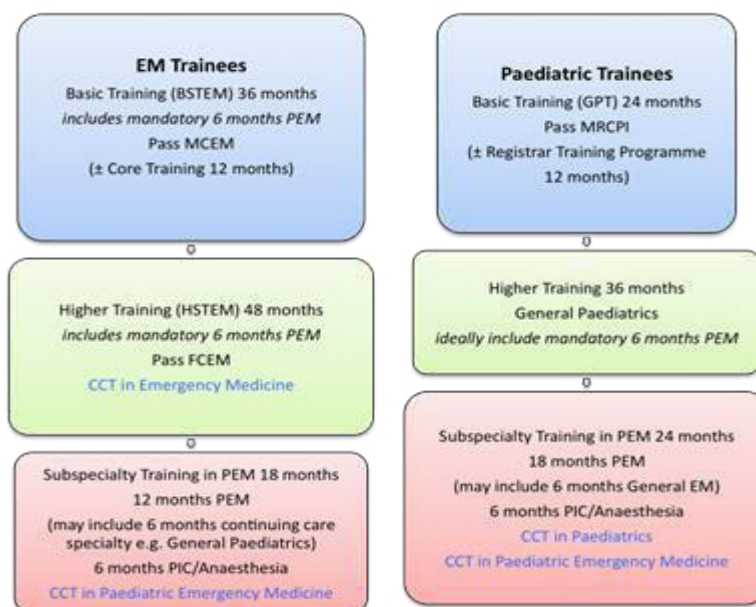 EM Trainees
Basic Training (BSTEM) 36 months
includes mandatory 6 months PEM
Pass MCEM
(± Core Training 12 months)
Higher Training (HSTEM) 48 months
includes mandatory 6 months PEM
Pass FCEM
CCT in Emergency Medicine
Subspecialty Training in PEM 18 months
12 months PEM
(may include 6 months continuing care
specialty e.g. General Paediatrics)
6 months PIC/Anaesthesia
CCT in Paediatric Emergency Medicine
Paediatric Trainees
Basic Training (GPT) 24 months
Pass MRCPI
(± Registrar Training Programme
12 months)
Higher Training 36 months
General Paediatrics
ideally include mandatory 6 months PEM
Subspecialty Training in PEM 24 months
18 months PEM
(may include 6 months General EM)
6 months PIC/Anaesthesia
CCT in Paediatrics
CCT in Paediatric Emergency Medicine